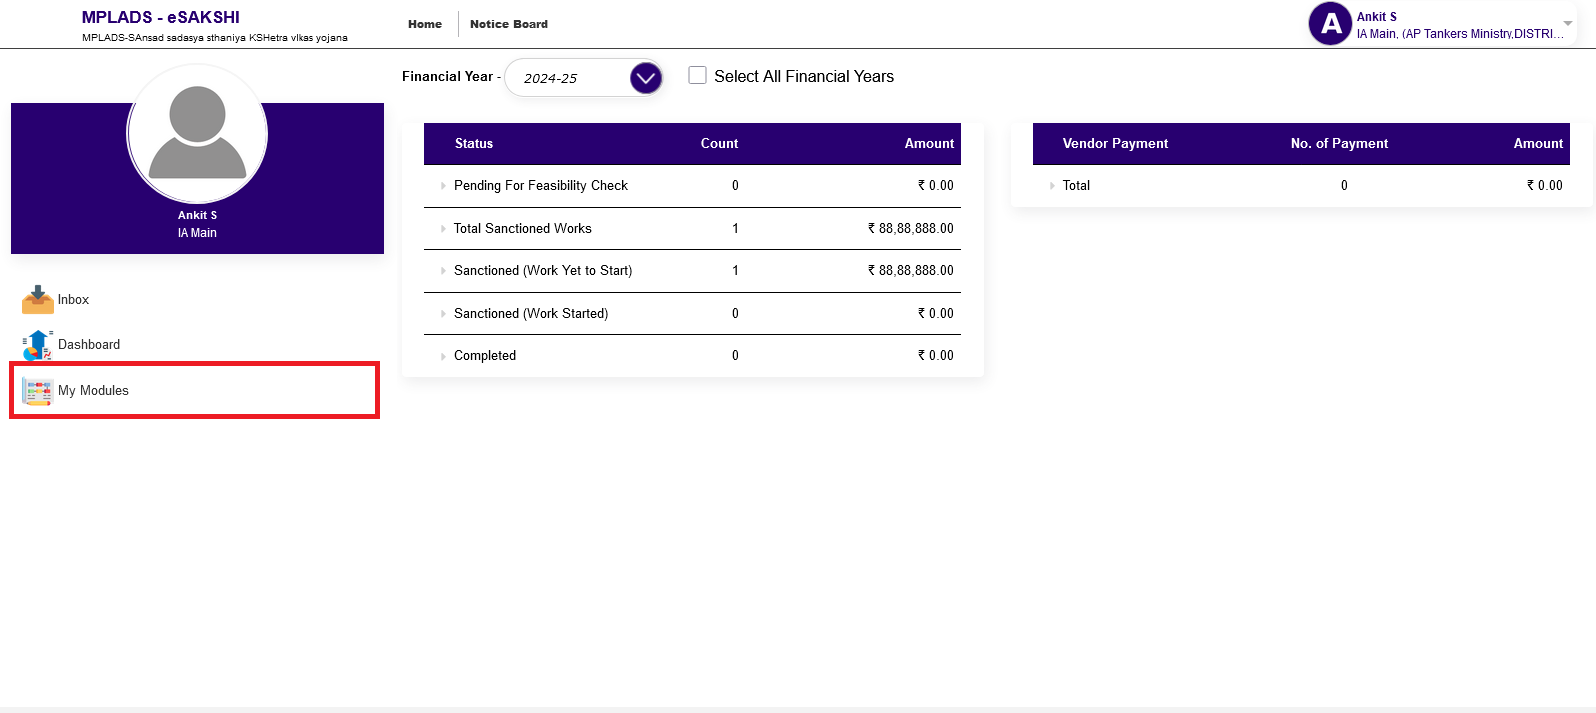 MPLADS - eSAKSHI
MPLADS-SAnsad sadasya sthaniya KSHetra vIkas yojana
Home
Notice Board
A
Ankit S
IA Main, (AP Tankers Ministry,DISTRI...
Ankit S
IA Main
Inbox
Dashboard
My Modules
Financial Year - 2024-25
Select All Financial Years
Status Count Amount
Pending For Feasibility Check 0 ₹ 0.00
Total Sanctioned Works 1 ₹ 88,88,888.00
Sanctioned (Work Yet to Start) 1 ₹ 88,88,888.00
Sanctioned (Work Started) 0 ₹ 0.00
Completed 0 ₹ 0.00
Vendor Payment No. of Payment Amount
Total 0 ₹ 0.00